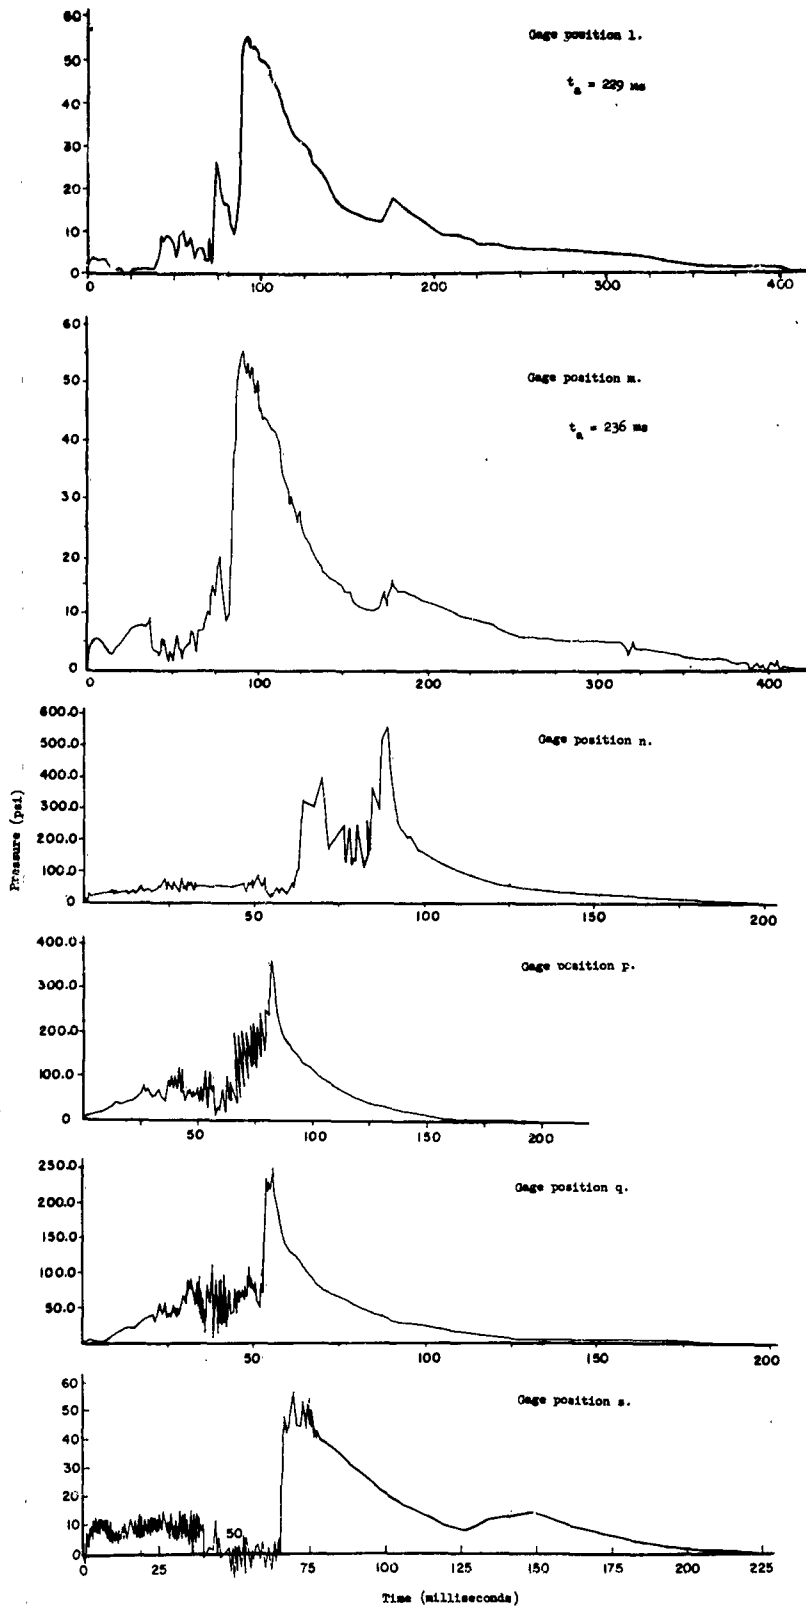 60
50
40
30
20
10
0
Gage position l.
t_a = 229 ms
0 100 200 300 400
60
50
40
30
20
10
0
Gage position m.
t_a = 236 ms
0 100 200 300 400
Pressure (psi)
600.0
500.0
400.0
300.0
200.0
100.0
0
Gage position n.
50 100 150 200
400.0
300.0
200.0
100.0
0
Gage position p.
50 100 150 200
250.0
200.0
150.0
100.0
50.0
Gage position q.
50 100 150 200
60
50
40
30
20
10
0
Gage position s.
0 25 50 75 100 125 150 175 200 225
Time (milliseconds)